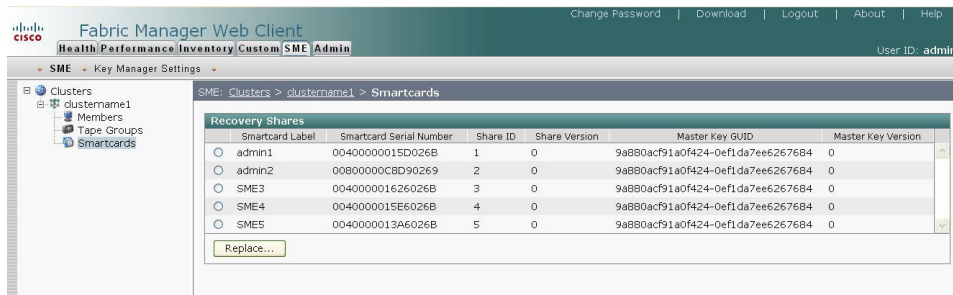 Change Password | Download | Logout | About | Help
CISCO
Fabric Manager Web Client
Health Performance Inventory Custom SME Admin
User ID: admin
SME Key Manager Settings
Clusters
clustername1
Members
Tape Groups
Smartcards
SME: Clusters > clustername1 > Smartcards
Recovery Shares
Smartcard Label Smartcard Serial Number Share ID Share Version Master Key GUID Master Key Version
admin1 00400000015D026B 1 0 9a880acf91a0f424-0ef1da7ee6267684 0
admin2 00800000C8D90269 2 0 9a880acf91a0f424-0ef1da7ee6267684 0
SME3 004000001626026B 3 0 9a880acf91a0f424-0ef1da7ee6267684 0
SME4 0040000015E6026B 4 0 9a880acf91a0f424-0ef1da7ee6267684 0
SME5 0040000013A6026B 5 0 9a880acf91a0f424-0ef1da7ee6267684 0
Replace...